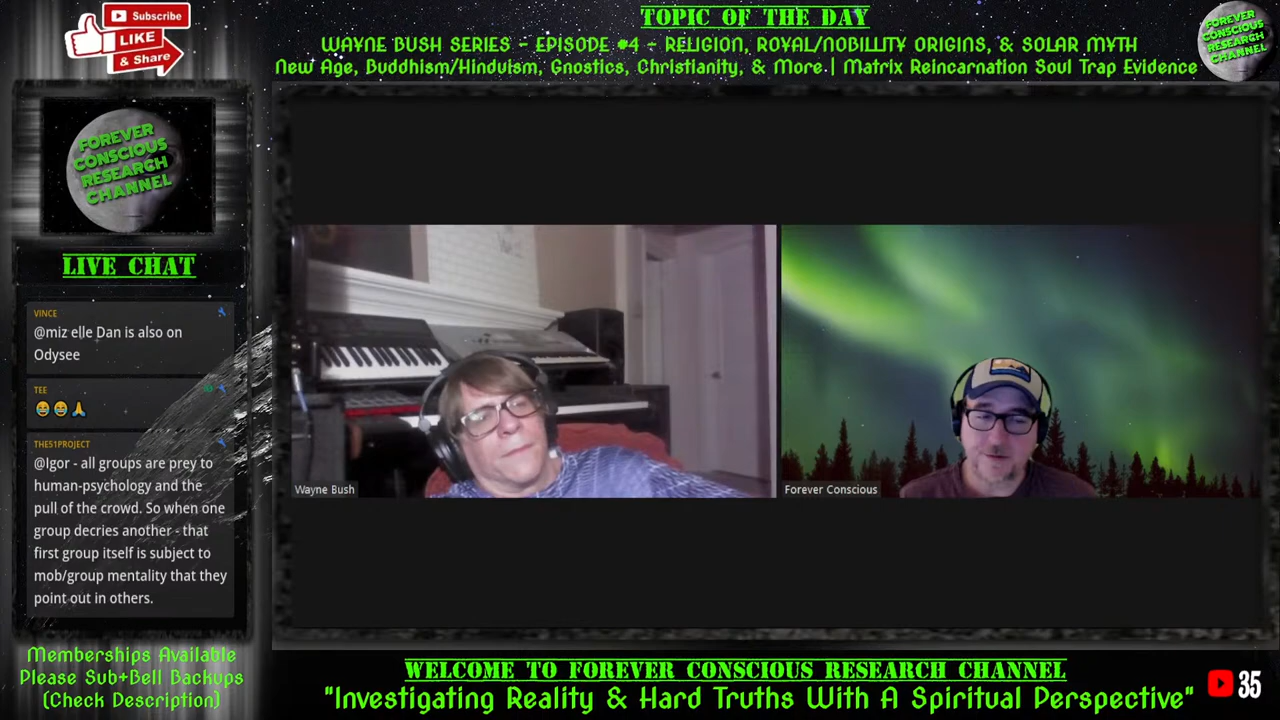 Subscribe
LIKE
& Share
TOPIC OF THE DAY
WAYNE BUSH SERIES - EPISODE #4 - RELIGION, ROYAL/NOBILLITY ORIGINS, & SOLAR MYTH
New Age, Buddhism/Hinduism, Gnostics, Christianity, & More | Matrix Reincarnation Soul Trap Evidence
FOREVER
CONSCIOUS
RESEARCH
CHANNEL
FOREVER
CONSCIOUS
RESEARCH
CHANNEL
LIVE CHAT
VINCE
@miz elle Dan is also on
Odysee
TEE
😂😂🙏
THE51PROJECT
@Igor - all groups are prey to
human-psychology and the
pull of the crowd. So when one
group decries another - that
first group itself is subject to
mob/group mentality that they
point out in others.
Wayne Bush
Forever Conscious
Memberships Available
Please Sub+Bell Backups
(Check Description)
WELCOME TO FOREVER CONSCIOUS RESEARCH CHANNEL
"Investigating Reality & Hard Truths With A Spiritual Perspective"
35